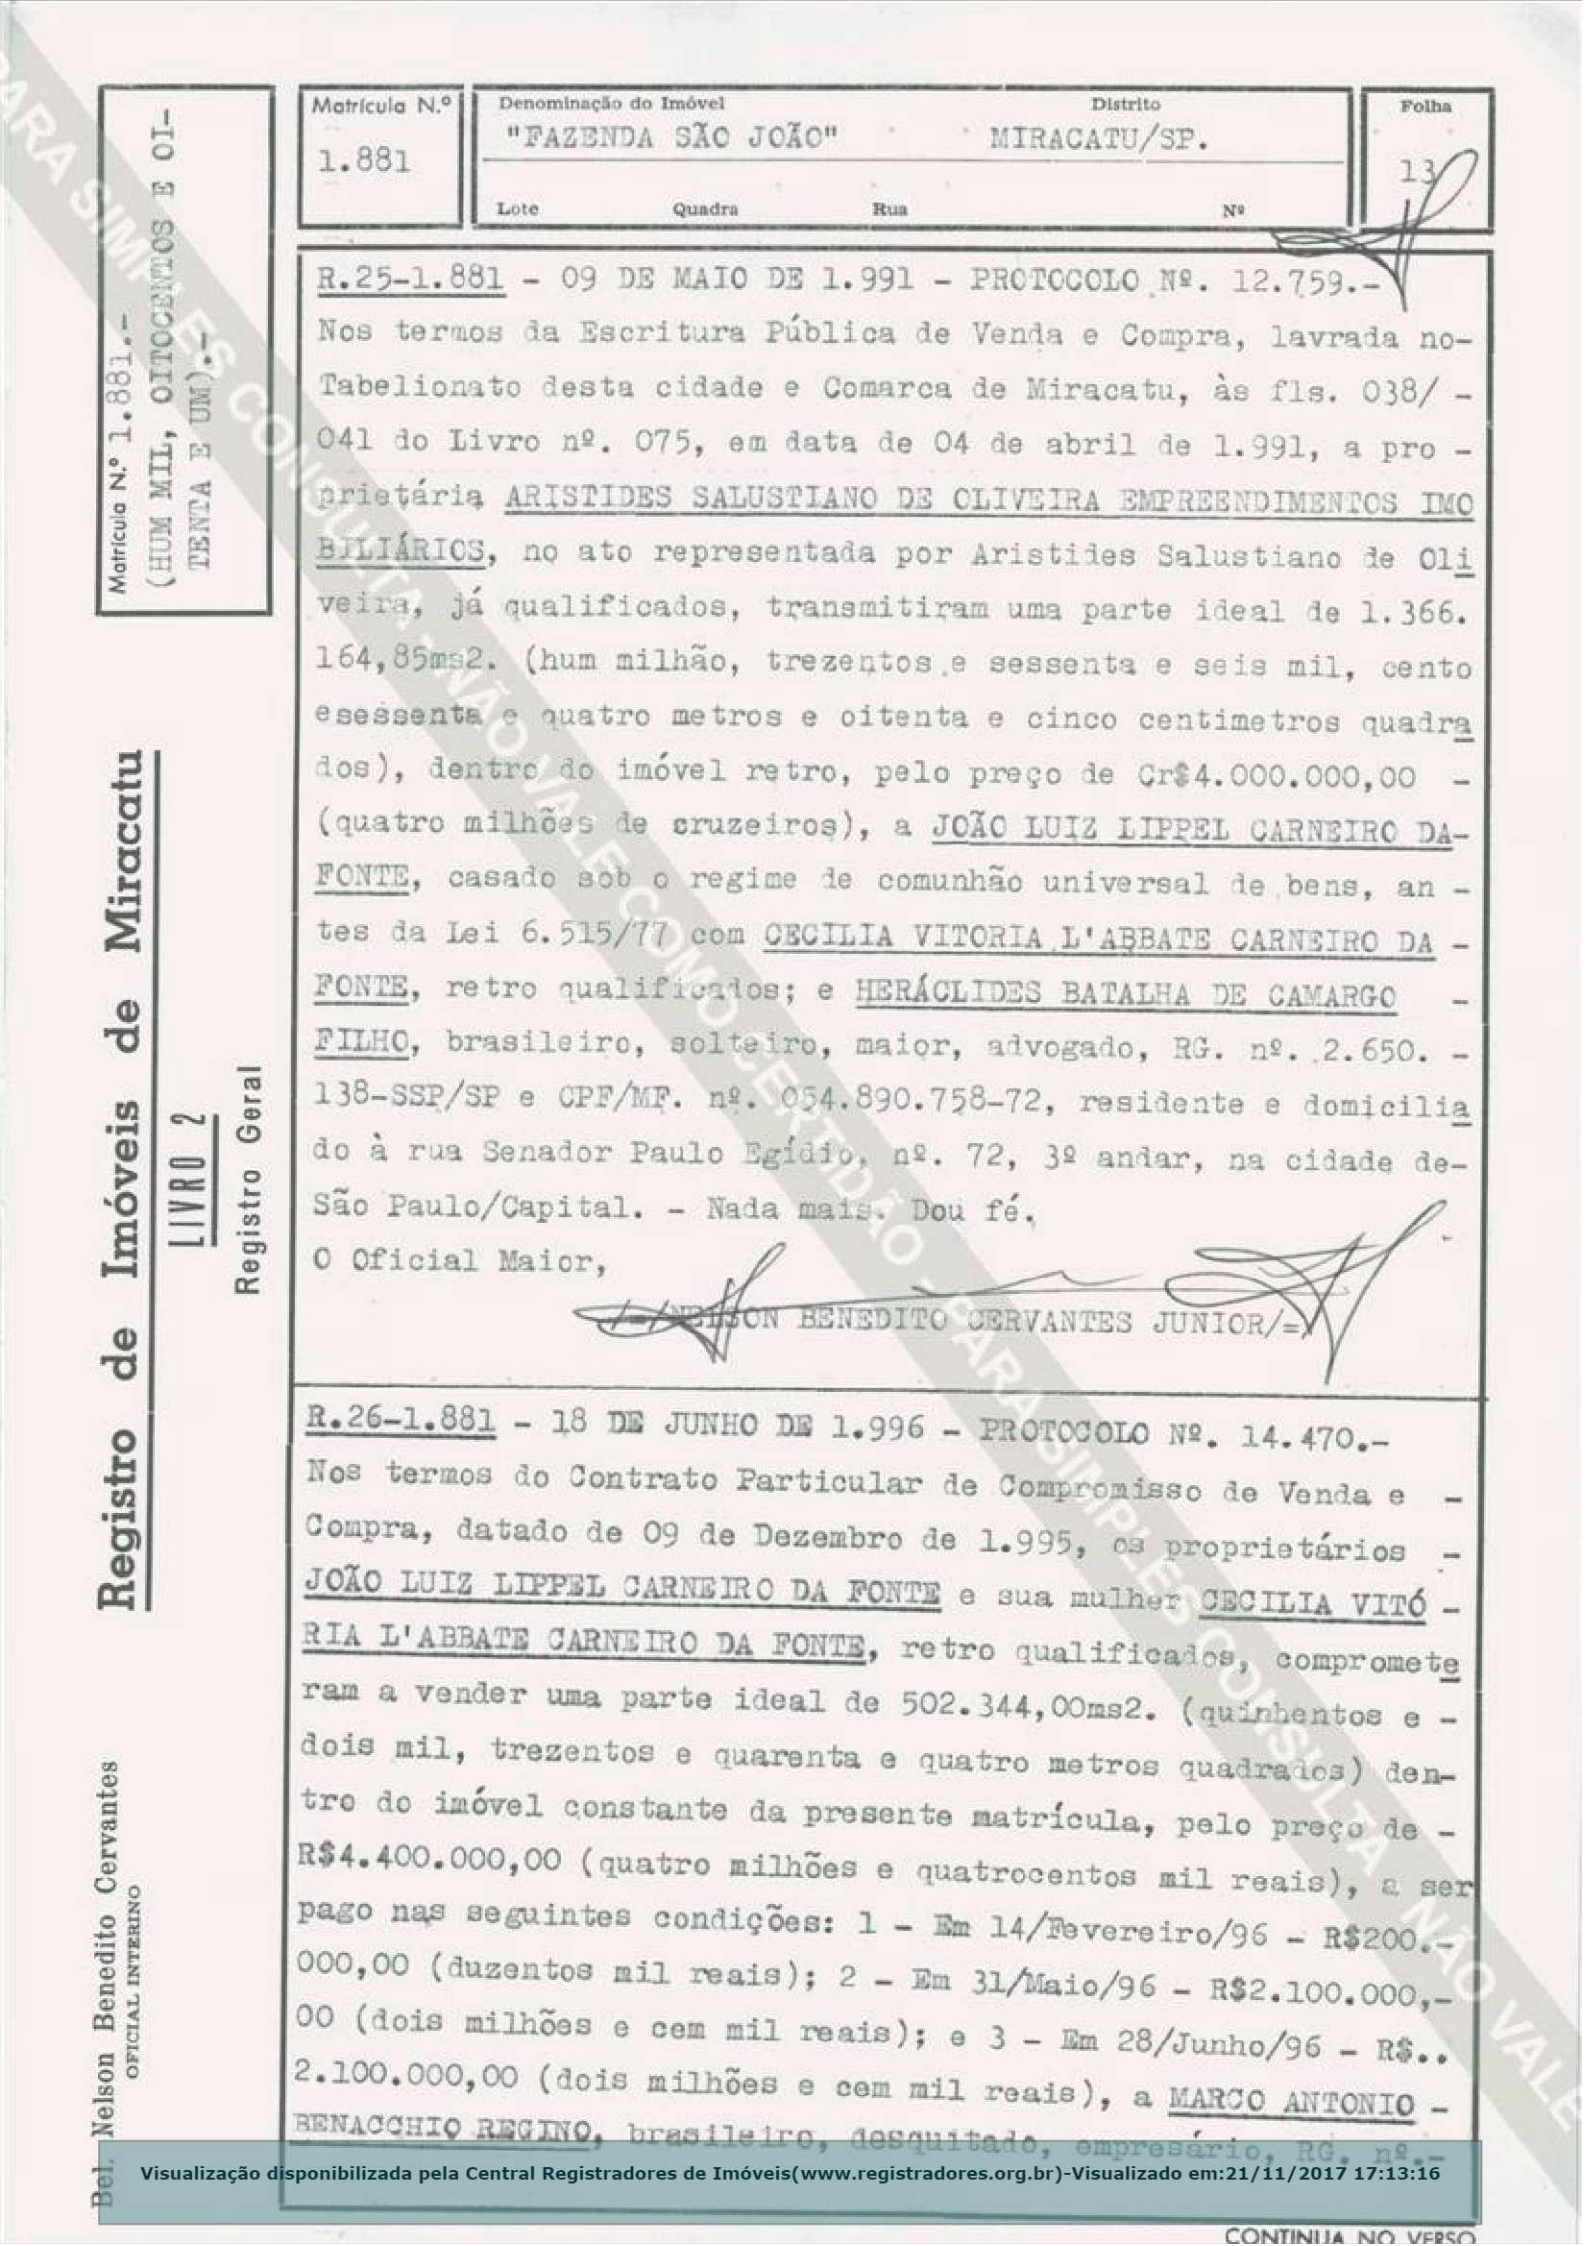 Matrícula N.º
1.881
Denominação do Imóvel
Distrito
"FAZENDA SÃO JOÃO"
MIRACATU/SP.
Lote
Quadra
Rua
Nº
Folha
13
Matrícula N.º 1.881.-
(HUM MIL, OITOCENTOS E OI-
TENTA E UM).-
Registro de Imóveis de Miracatu
LIVRO 2
Registro Geral
Bel. Nelson Benedito Cervantes
OFICIAL INTERINO
R.25-1.881 - 09 DE MAIO DE 1.991 - PROTOCOLO Nº. 12.759.-
Nos termos da Escritura Pública de Venda e Compra, lavrada no-
Tabelionato desta cidade e Comarca de Miracatu, às fls. 038/ -
041 do Livro nº. 075, em data de 04 de abril de 1.991, a pro -
prietária ARISTIDES SALUSTIANO DE OLIVEIRA EMPREENDIMENTOS IMO
BILIÁRIOS, no ato representada por Aristides Salustiano de Oli
veira, já qualificados, transmitiram uma parte ideal de 1.366.
164,85ms2. (hum milhão, trezentos e sessenta e seis mil, cento
esessenta e quatro metros e oitenta e cinco centimetros quadra
dos), dentro do imóvel retro, pelo preço de Cr$4.000.000,00 -
(quatro milhões de cruzeiros), a JOÃO LUIZ LIPPEL CARNEIRO DA-
FONTE, casado sob o regime de comunhão universal de bens, an -
tes da Lei 6.515/77 com CECILIA VITORIA L'ABBATE CARNEIRO DA -
FONTE, retro qualificados; e HERÁCLIDES BATALHA DE CAMARGO -
FILHO, brasileiro, solteiro, maior, advogado, RG. nº. 2.650. -
138-SSP/SP e CPF/MF. nº. 054.890.758-72, residente e domicilia
do à rua Senador Paulo Egídio, nº. 72, 3º andar, na cidade de-
São Paulo/Capital. - Nada mais. Dou fé.
O Oficial Maior,
/=/NELSON BENEDITO CERVANTES JUNIOR/=/
R.26-1.881 - 18 DE JUNHO DE 1.996 - PROTOCOLO Nº. 14.470.-
Nos termos do Contrato Particular de Compromisso de Venda e -
Compra, datado de 09 de Dezembro de 1.995, os proprietários -
JOÃO LUIZ LIPPEL CARNEIRO DA FONTE e sua mulher CECILIA VITÓ -
RIA L'ABBATE CARNEIRO DA FONTE, retro qualificados, compromete
ram a vender uma parte ideal de 502.344,00ms2. (quinhentos e -
dois mil, trezentos e quarenta e quatro metros quadrados) den-
tro do imóvel constante da presente matrícula, pelo preço de -
R$4.400.000,00 (quatro milhões e quatrocentos mil reais), a ser
pago nas seguintes condições: 1 - Em 14/Fevereiro/96 - R$200.-
000,00 (duzentos mil reais); 2 - Em 31/Maio/96 - R$2.100.000,-
00 (dois milhões e cem mil reais); e 3 - Em 28/Junho/96 - R$..
2.100.000,00 (dois milhões e cem mil reais), a MARCO ANTONIO -
BENACCHIO REGINO, brasileiro, desquitado, empresário, RG. nº.-
Visualização disponibilizada pela Central Registradores de Imóveis(www.registradores.org.br)-Visualizado em:21/11/2017 17:13:16
CONTINUA NO VERSO
PARA SIMPLES CONSULTA - NÃO VALE COMO CERTIDÃO - PARA SIMPLES CONSULTA NÃO VALE